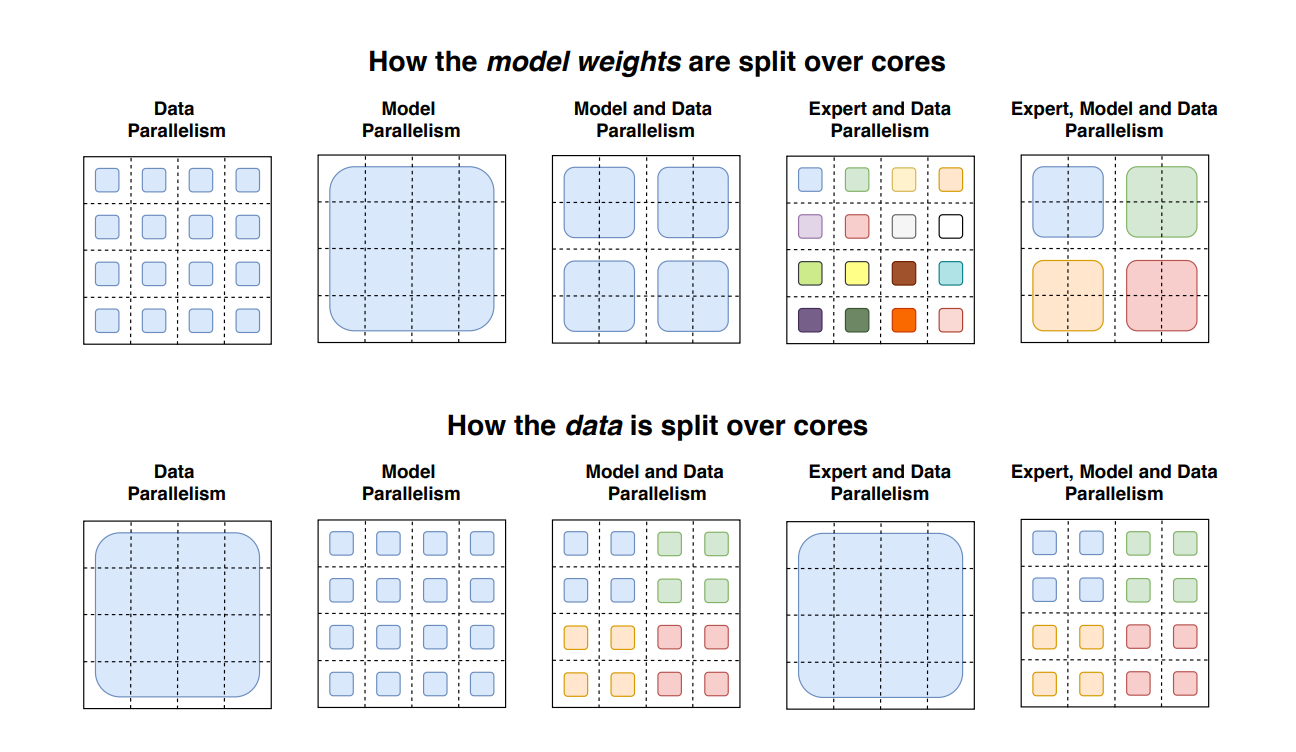 How the model weights are split over cores
Data
Parallelism
Model
Parallelism
Model and Data
Parallelism
Expert and Data
Parallelism
Expert, Model and Data
Parallelism
How the data is split over cores
Data
Parallelism
Model
Parallelism
Model and Data
Parallelism
Expert and Data
Parallelism
Expert, Model and Data
Parallelism